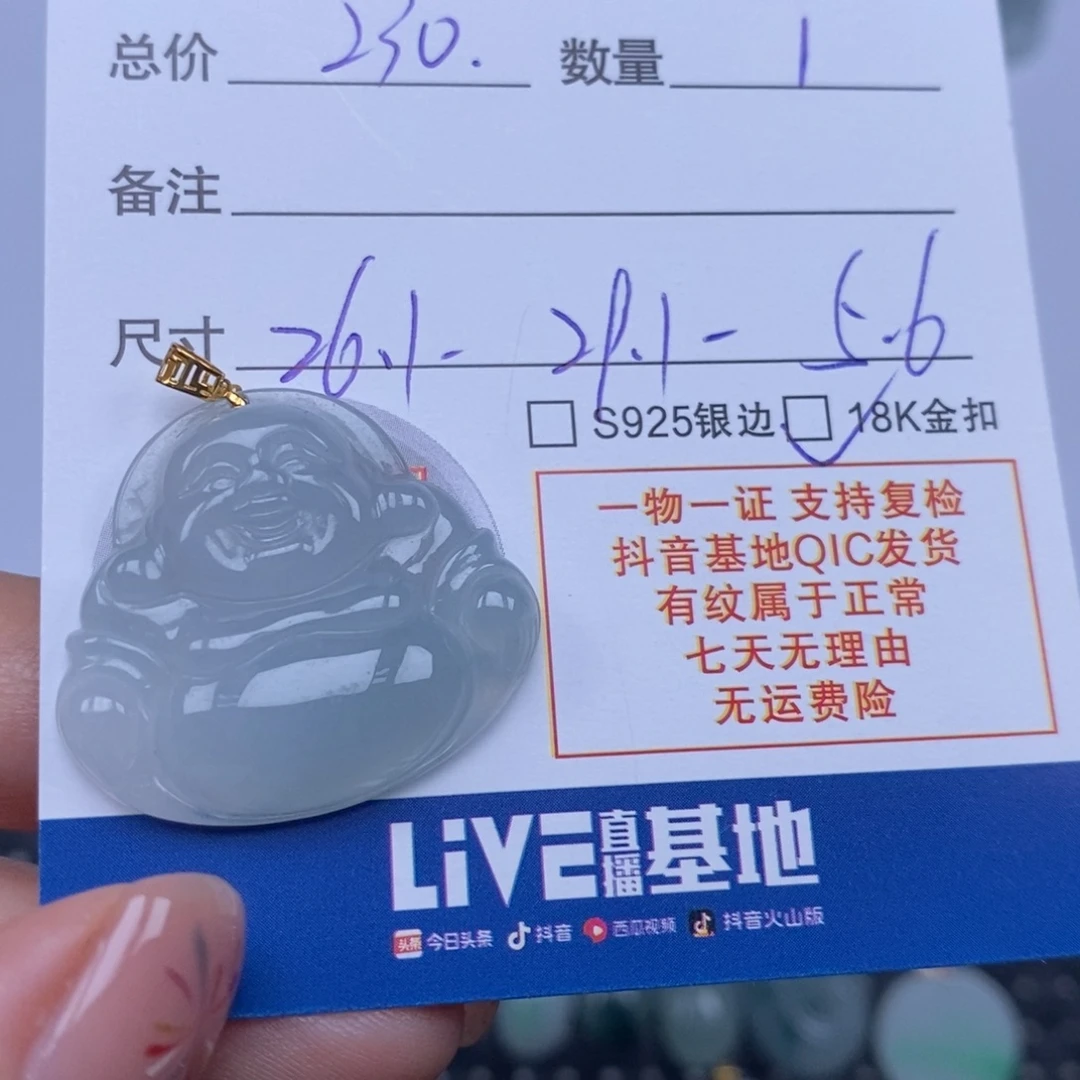 总价 230. 数量 1
备注
尺寸 26.1- 29.1- 5.6
S925银边 18K金扣
一物一证 支持复检
抖音基地QIC发货
有纹属于正常
七天无理由
无运费险
LiVE直播基地
头条 今日头条 抖音 西瓜视频 抖音火山版